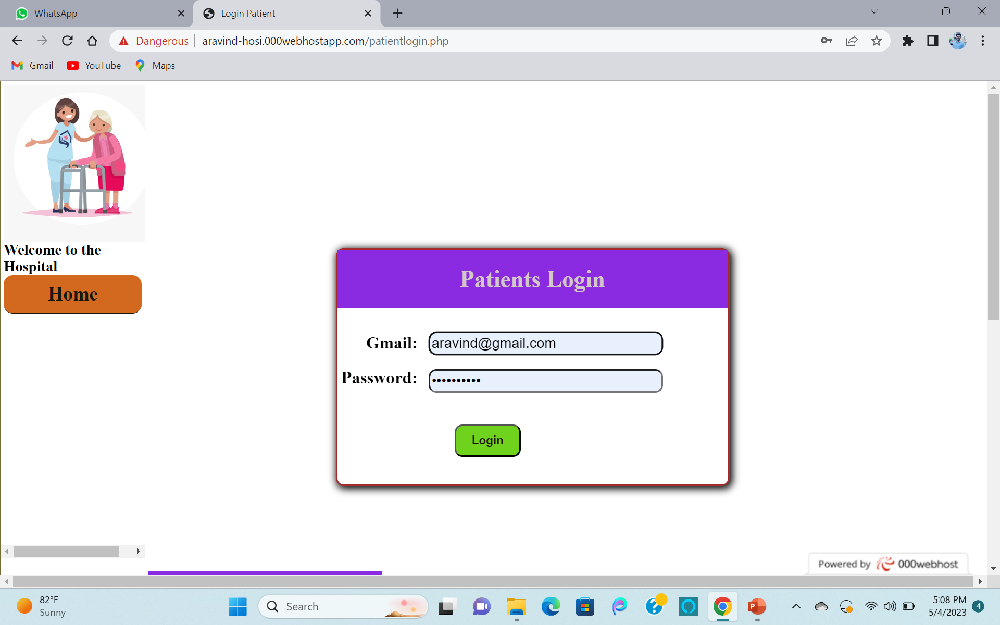 WhatsApp
Login Patient
Dangerous
aravind-hosi.000webhostapp.com/patientlogin.php
Gmail
YouTube
Maps
Welcome to the
Hospital
Home
Patients Login
Gmail:
aravind@gmail.com
Password:
••••••••••
Login
Powered by 000webhost
82°F
Sunny
Search
5:08 PM
5/4/2023
4